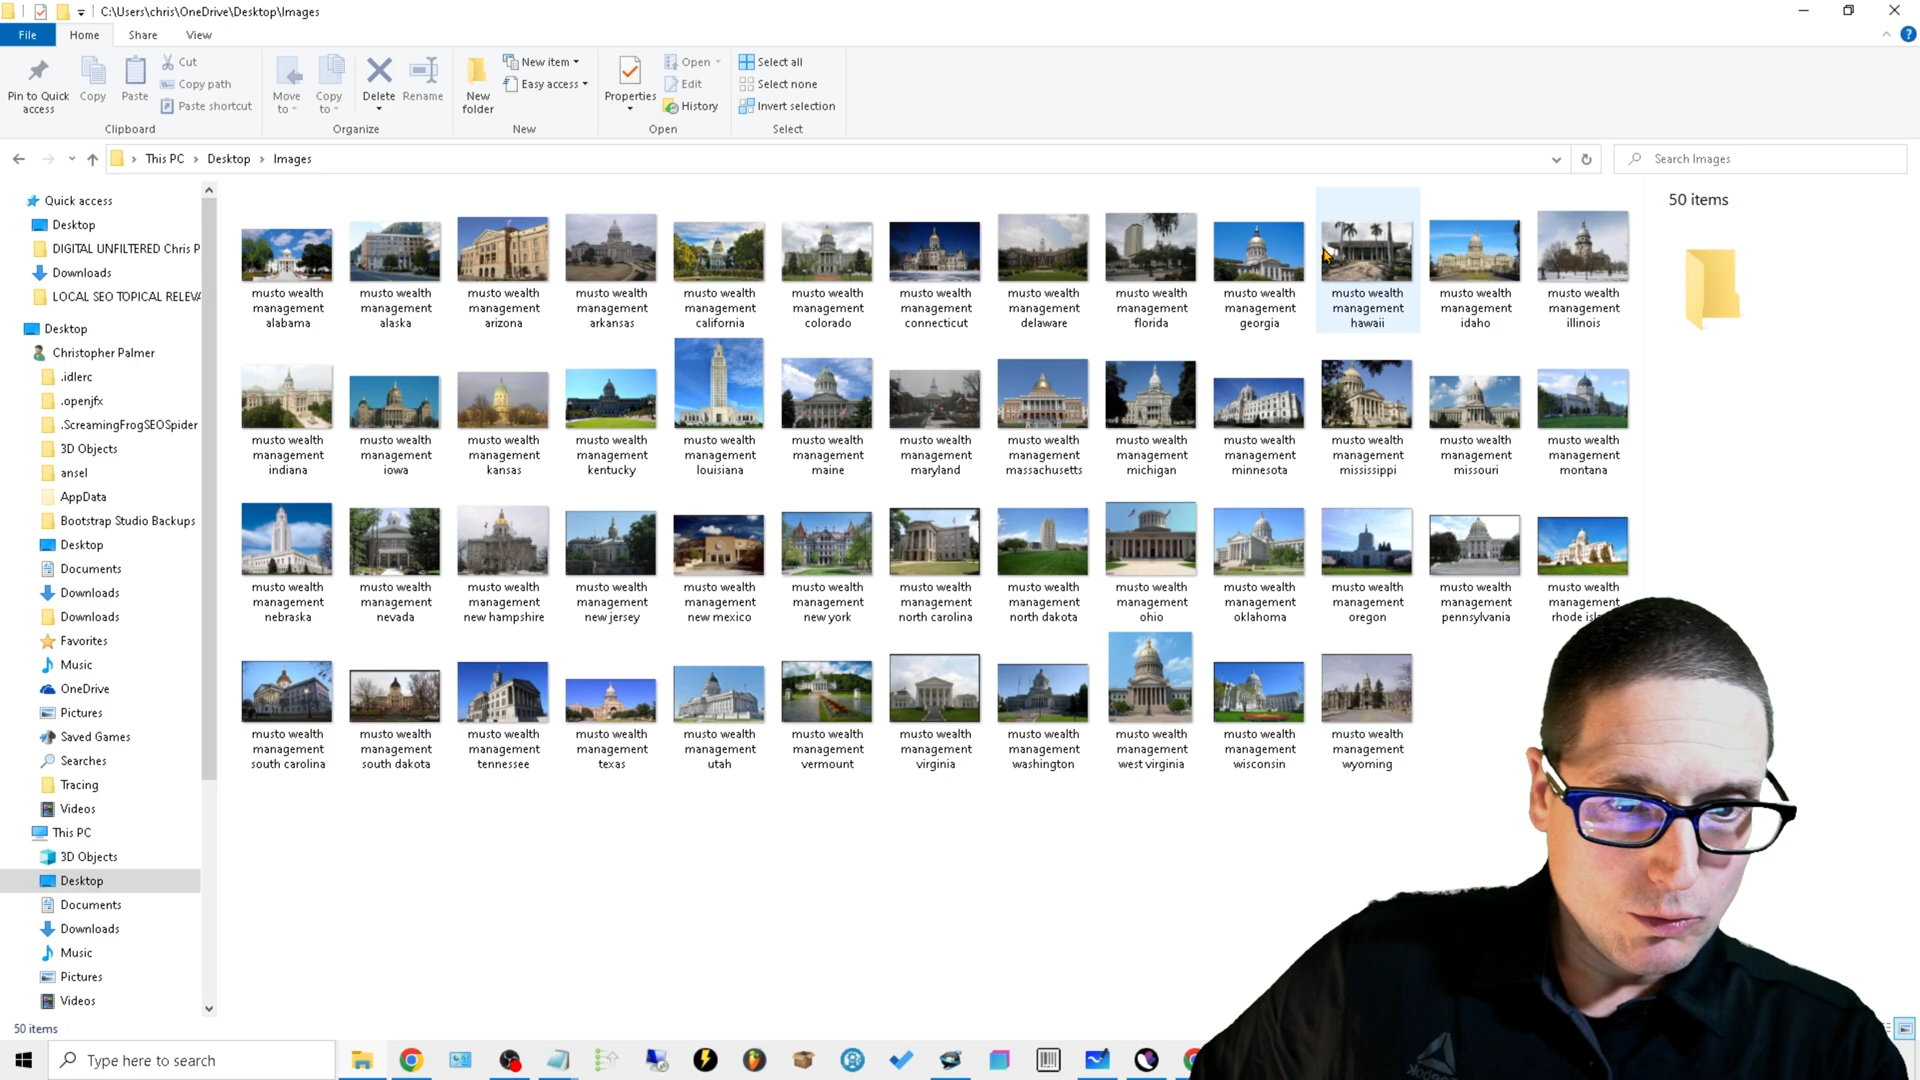 C:\Users\chris\OneDrive\Desktop\Images
File Home Share View
Pin to Quick access
Copy
Paste
Cut
Copy path
Paste shortcut
Clipboard
Move to
Copy to
Delete
Rename
Organize
New folder
New item
Easy access
New
Properties
Open
Edit
History
Open
Select all
Select none
Invert selection
Select
This PC > Desktop > Images
Search Images
Quick access
Desktop
DIGITAL UNFILTERED Chris P
Downloads
LOCAL SEO TOPICAL RELEVA
Desktop
Christopher Palmer
.idlerc
.openjfx
.ScreamingFrogSEOSpider
3D Objects
ansel
AppData
Bootstrap Studio Backups
Desktop
Documents
Downloads
Downloads
Favorites
Music
OneDrive
Pictures
Saved Games
Searches
Tracing
Videos
This PC
3D Objects
Desktop
Documents
Downloads
Music
Pictures
Videos
50 items
musto wealth management alabama
musto wealth management alaska
musto wealth management arizona
musto wealth management arkansas
musto wealth management california
musto wealth management colorado
musto wealth management connecticut
musto wealth management delaware
musto wealth management florida
musto wealth management georgia
musto wealth management hawaii
musto wealth management idaho
musto wealth management illinois
musto wealth management indiana
musto wealth management iowa
musto wealth management kansas
musto wealth management kentucky
musto wealth management louisiana
musto wealth management maine
musto wealth management maryland
musto wealth management massachusetts
musto wealth management michigan
musto wealth management minnesota
musto wealth management mississippi
musto wealth management missouri
musto wealth management montana
musto wealth management nebraska
musto wealth management nevada
musto wealth management new hampshire
musto wealth management new jersey
musto wealth management new mexico
musto wealth management new york
musto wealth management north carolina
musto wealth management north dakota
musto wealth management ohio
musto wealth management oklahoma
musto wealth management oregon
musto wealth management pennsylvania
musto wealth management rhode
musto wealth management south carolina
musto wealth management south dakota
musto wealth management tennessee
musto wealth management texas
musto wealth management utah
musto wealth management vermount
musto wealth management virginia
musto wealth management washington
musto wealth management west virginia
musto wealth management wisconsin
musto wealth management wyoming
50 items
Type here to search